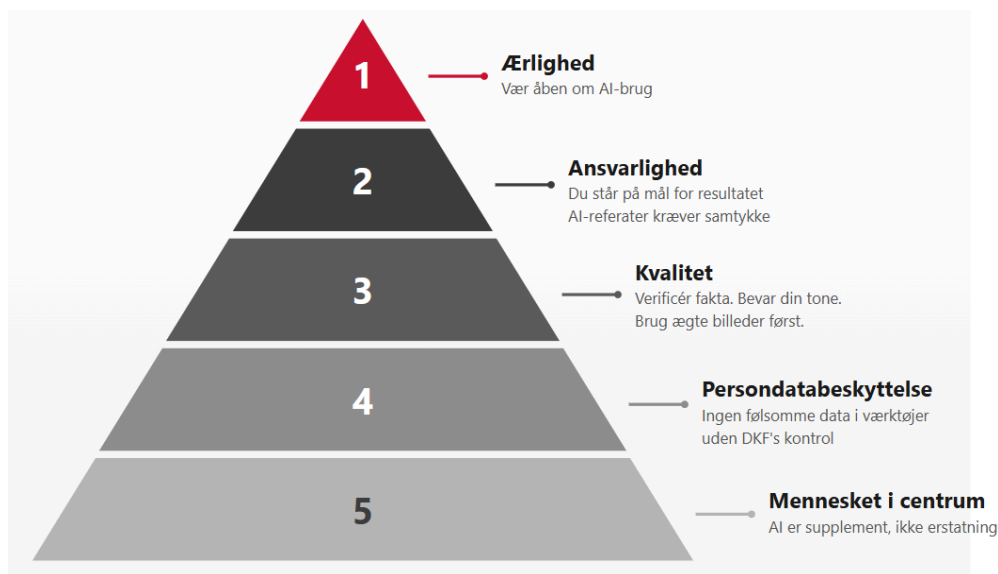 1
Ærlighed
Vær åben om AI-brug
2
Ansvarlighed
Du står på mål for resultatet
AI-referater kræver samtykke
3
Kvalitet
Verificér fakta. Bevar din tone.
Brug ægte billeder først.
4
Persondatabeskyttelse
Ingen følsomme data i værktøjer
uden DKF's kontrol
5
Mennesket i centrum
AI er supplement, ikke erstatning